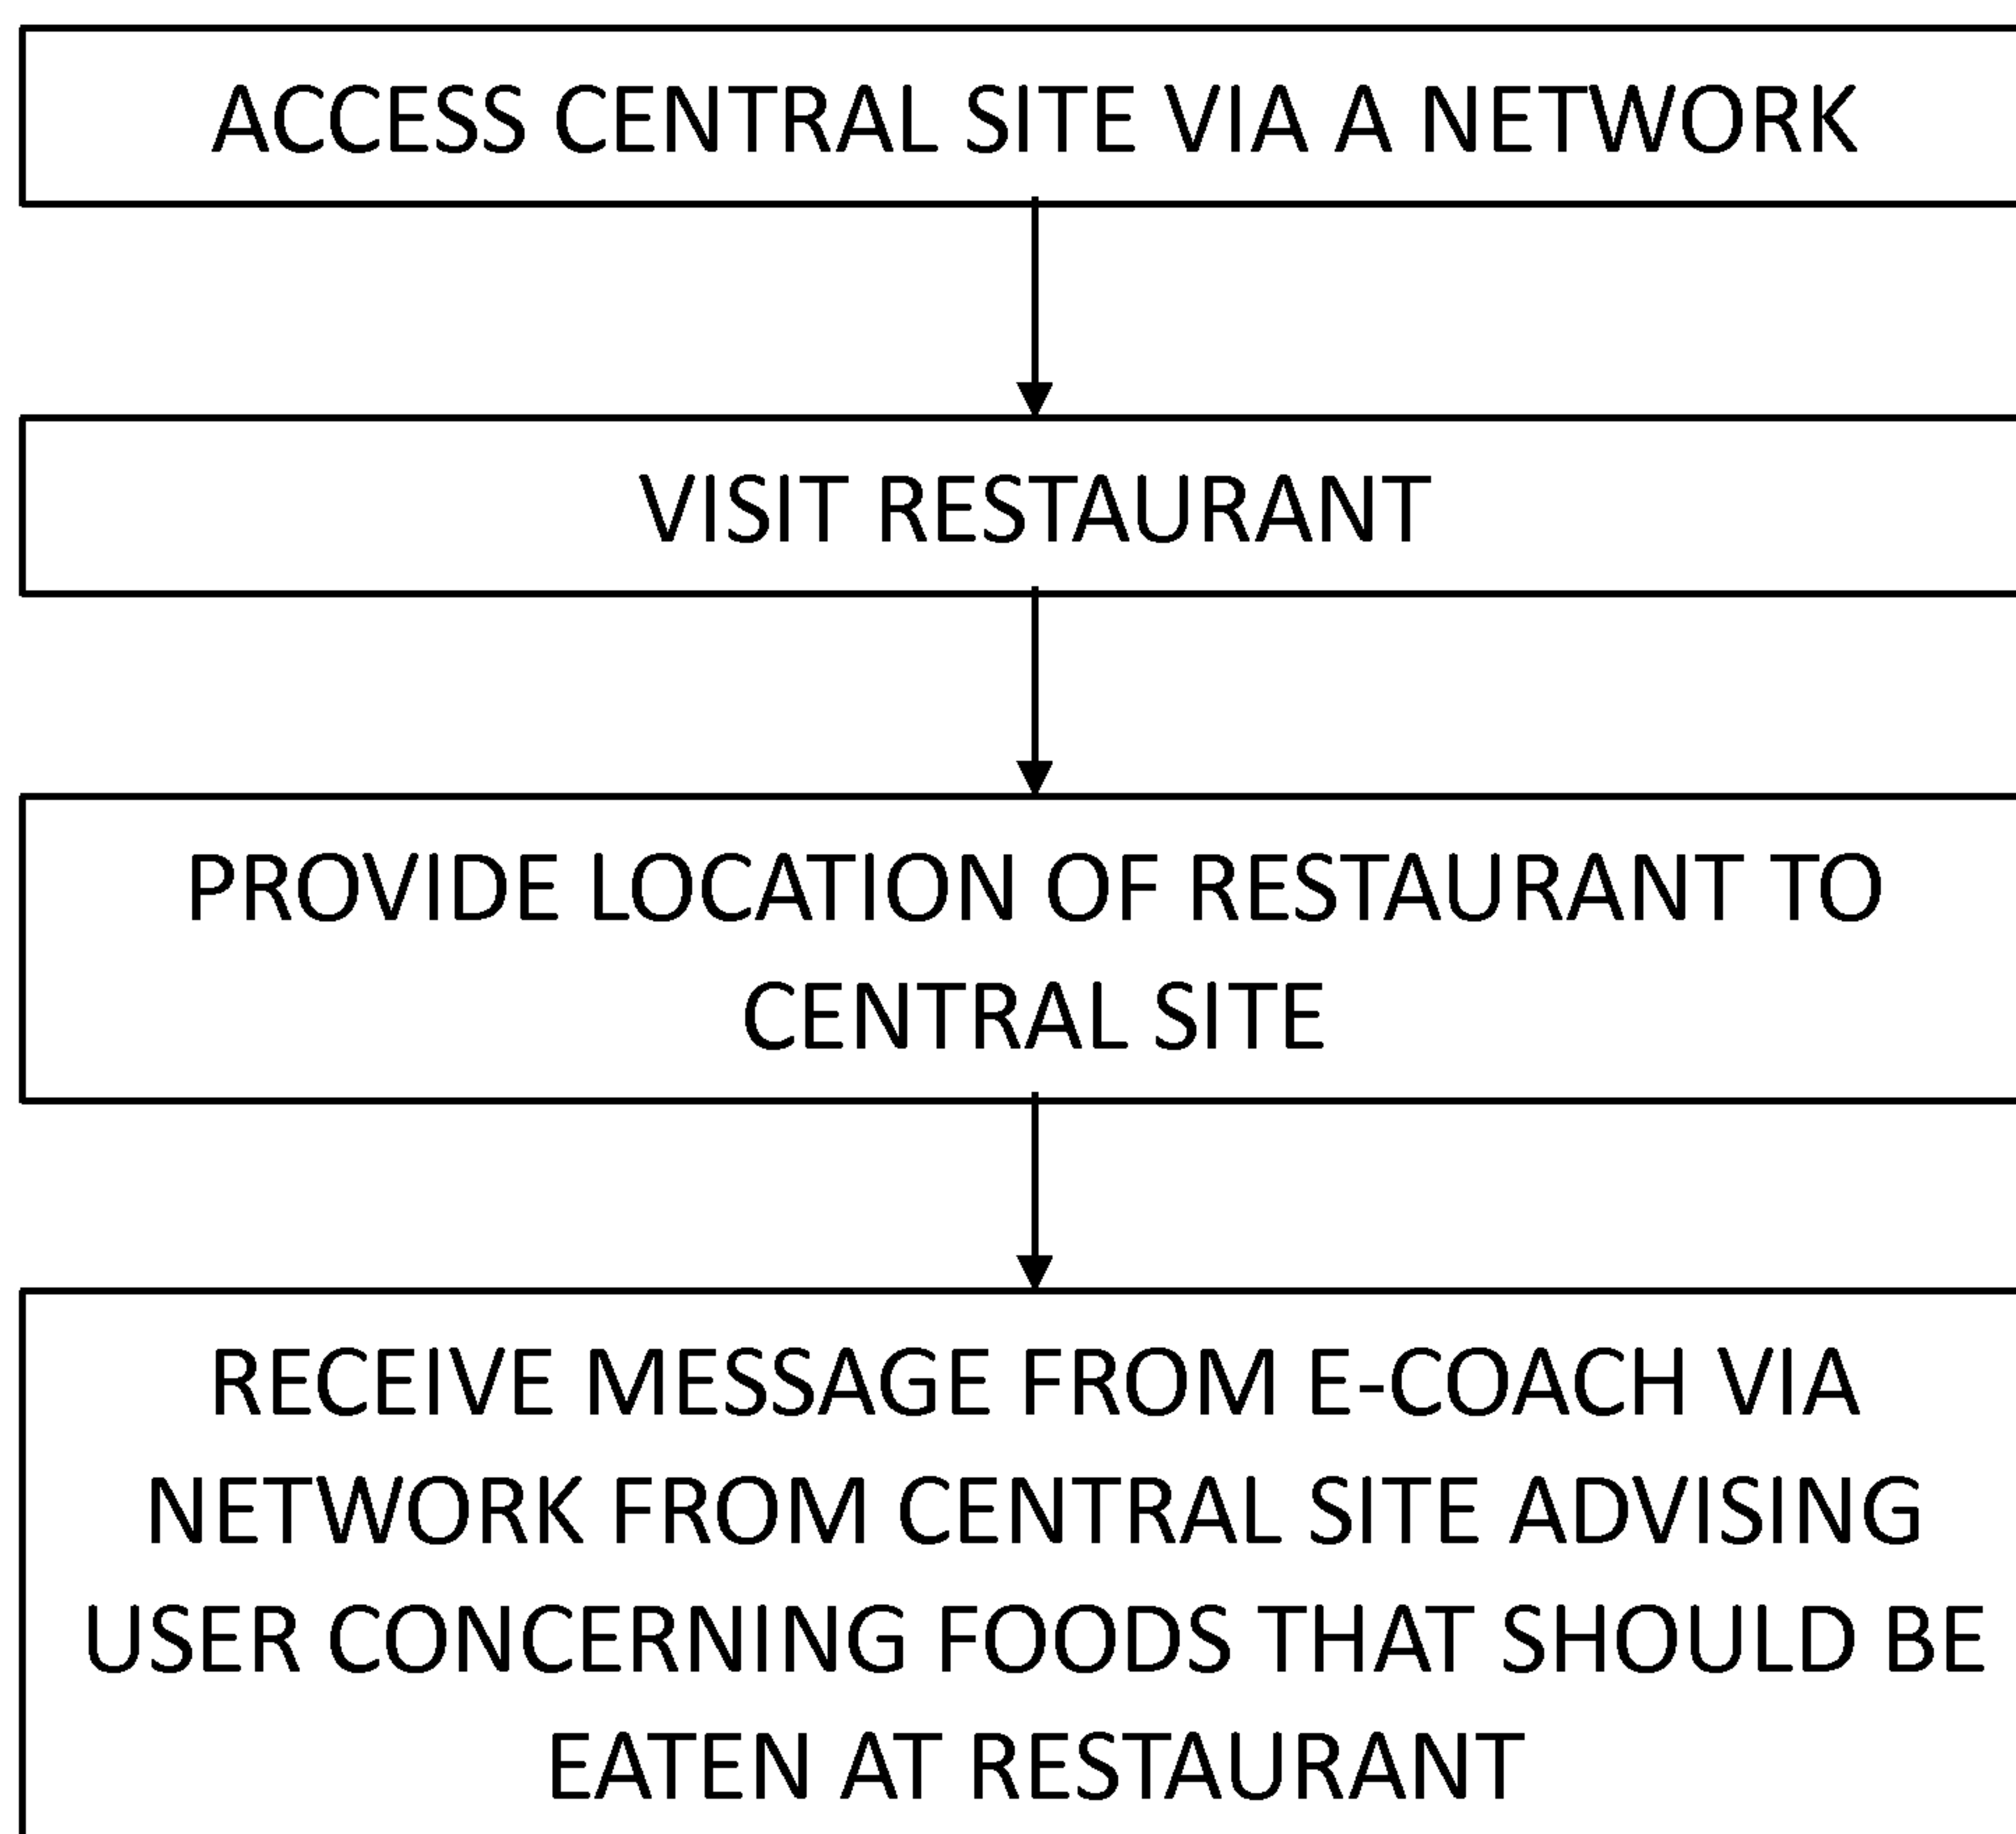 ACCESS CENTRAL SITE VIA A NETWORK
VISIT RESTAURANT
PROVIDE LOCATION OF RESTAURANT TO
CENTRAL SITE
RECEIVE MESSAGE FROM E-COACH VIA
NETWORK FROM CENTRAL SITE ADVISING
USER CONCERNING FOODS THAT SHOULD BE
EATEN AT RESTAURANT